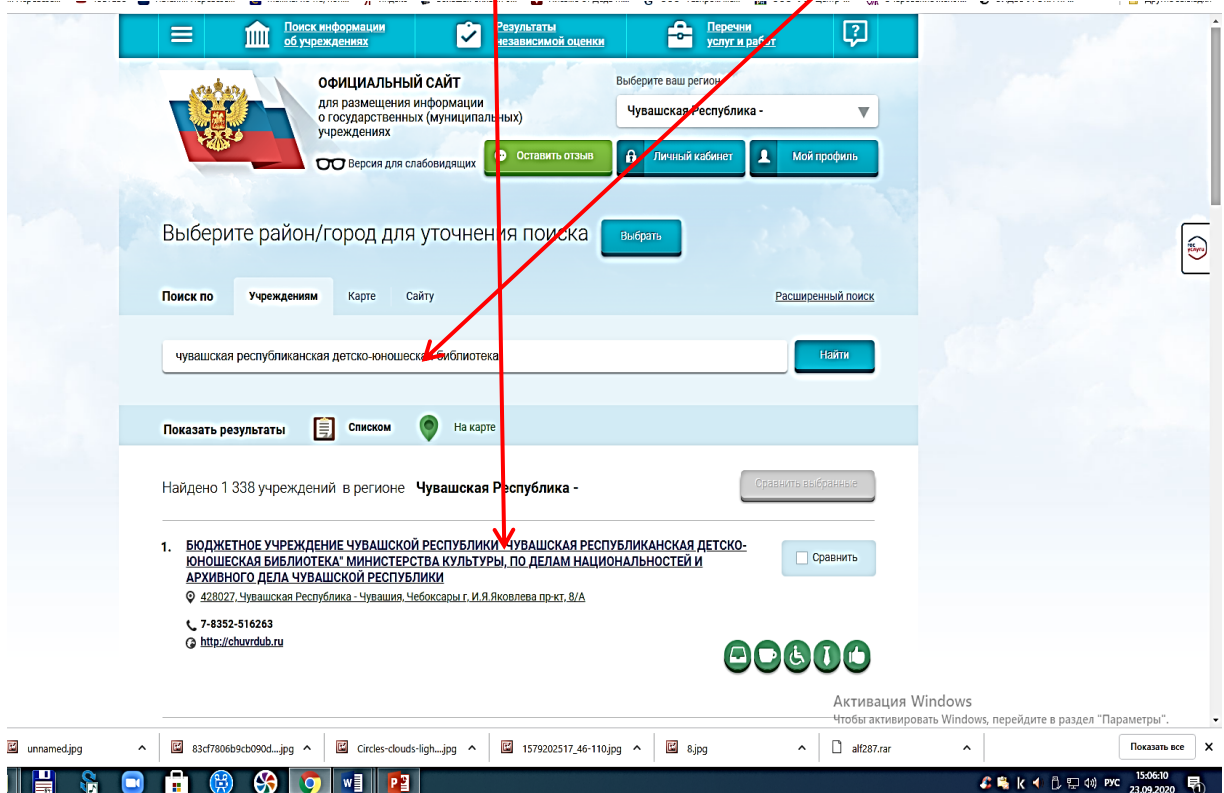 Поиск информации
об учреждениях
Результаты
независимой оценки
Перечни
услуг и работ
ОФИЦИАЛЬНЫЙ САЙТ
для размещения информации
о государственных (муниципальных)
учреждениях
Версия для слабовидящих
Выберите ваш регион
Чувашская Республика -
Оставить отзыв
Личный кабинет
Мой профиль
Выберите район/город для уточнения поиска
Выбрать
гос услуги
Поиск по
Учреждениям
Карте
Сайту
Расширенный поиск
чувашская республиканская детско-юношеская библиотека
Найти
Показать результаты
Списком
На карте
Найдено 1 338 учреждений в регионе Чувашская Республика -
Сравнить выбранные
1. БЮДЖЕТНОЕ УЧРЕЖДЕНИЕ ЧУВАШСКОЙ РЕСПУБЛИКИ "ЧУВАШСКАЯ РЕСПУБЛИКАНСКАЯ ДЕТСКО-
ЮНОШЕСКАЯ БИБЛИОТЕКА" МИНИСТЕРСТВА КУЛЬТУРЫ, ПО ДЕЛАМ НАЦИОНАЛЬНОСТЕЙ И
АРХИВНОГО ДЕЛА ЧУВАШСКОЙ РЕСПУБЛИКИ
Сравнить
428027, Чувашская Республика - Чувашия, Чебоксары г, И.Я.Яковлева пр-кт, 8/А
7-8352-516263
http://chuvrdub.ru
Активация Windows
Чтобы активировать Windows, перейдите в раздел "Параметры".
unnamed.jpg
83cf7806b9cb090d....jpg
Circles-clouds-ligh....jpg
1579202517_46-110.jpg
8.jpg
alf287.rar
Показать все
РУС
15:06:10
23.09.2020